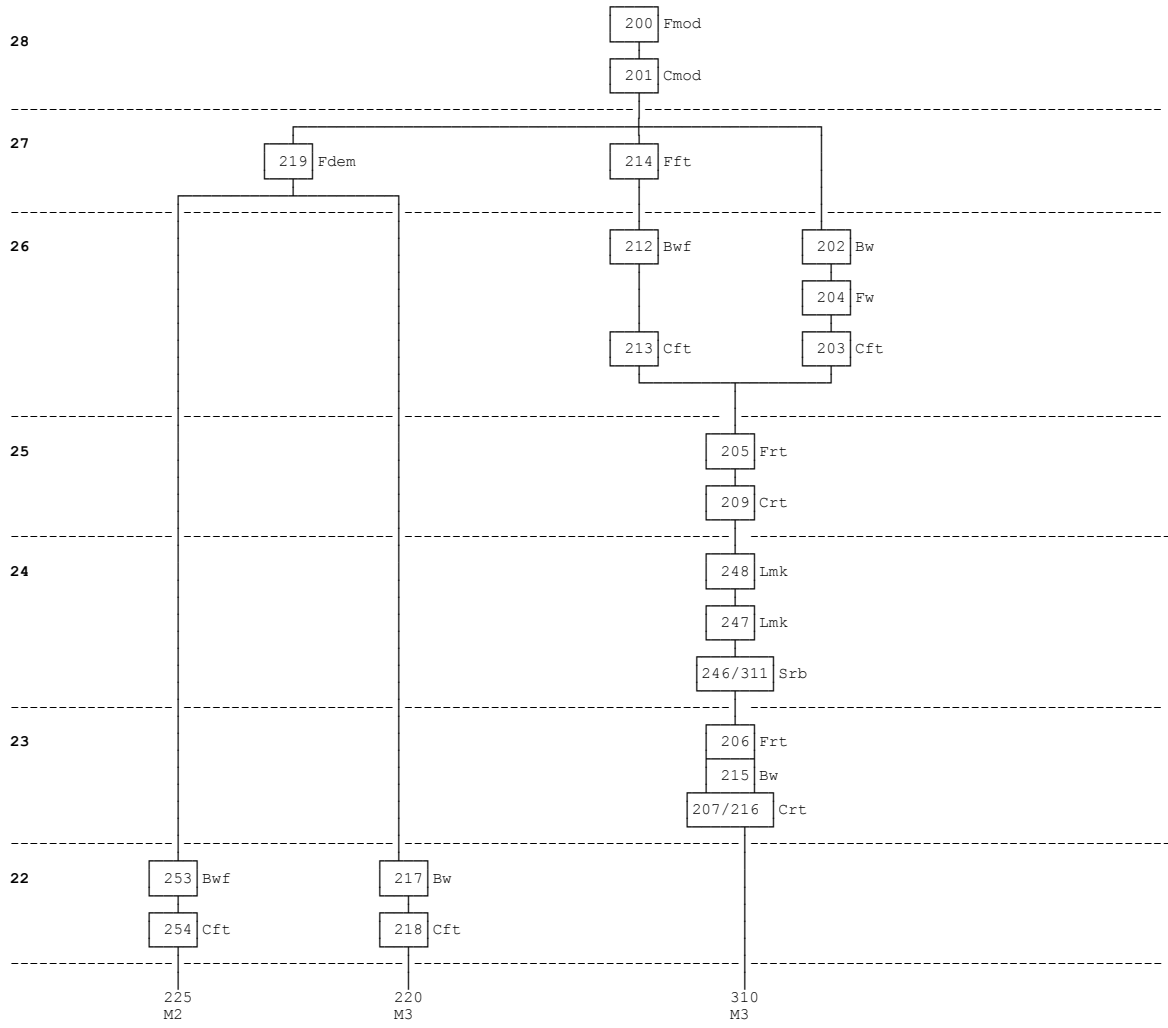 200 Fmod
28
201 Cmod
27
219 Fdem 214 Fft
26 212 Bwf 202 Bw
204 Fw
213 Cft 203 Cft
25 205 Frt
209 Crt
24 248 Lmk
247 Lmk
246/311 Srb
23 206 Frt
215 Bw
207/216 Crt
22 253 Bwf 217 Bw
254 Cft 218 Cft
225 220 310
M2 M3 M3